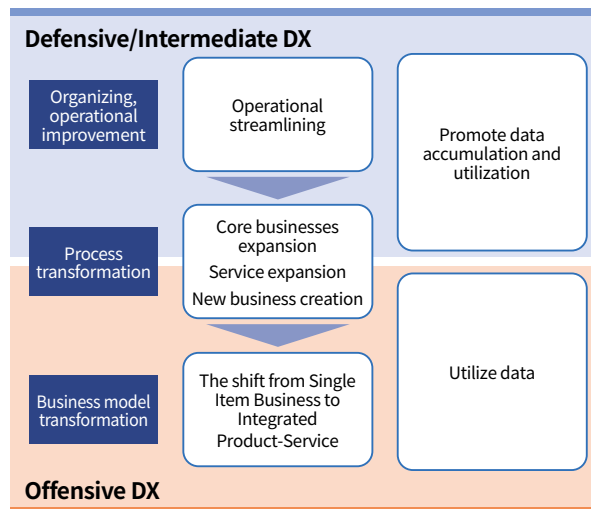 Defensive/Intermediate DX
Organizing,
operational
improvement
Operational
streamlining
Promote data
accumulation and
utilization
Process
transformation
Core businesses
expansion
Service expansion
New business creation
Business model
transformation
The shift from Single
Item Business to
Integrated
Product-Service
Utilize data
Offensive DX